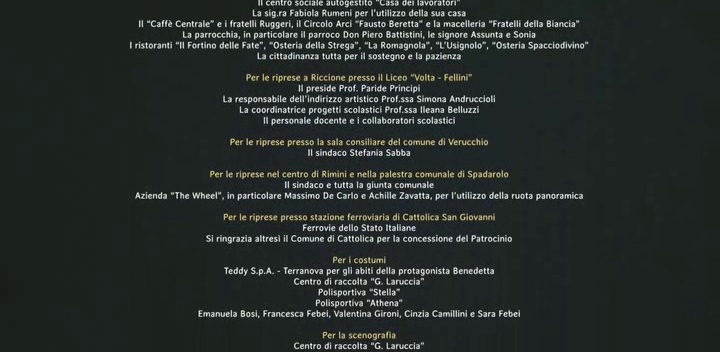 Il centro sociale autogestito "Casa dei lavoratori"
La sig.ra Fabiola Rumeni per l'utilizzo della sua casa
Il "Caffè Centrale" e i fratelli Ruggeri, il Circolo Arci "Fausto Beretta" e la macelleria "Fratelli della Biancia"
La parrocchia, in particolare il parroco Don Piero Battistini, le signore Assunta e Sonia
I ristoranti "Il Fortino delle Fate", "Osteria della Strega", "La Romagnola", "L'Usignolo", "Osteria Spacciodivino"
La cittadinanza tutta per il sostegno e la pazienza
Per le riprese a Riccione presso il Liceo "Volta - Fellini"
Il preside Prof. Paride Principi
La responsabile dell'indirizzo artistico Prof.ssa Simona Andruccioli
La coordinatrice progetti scolastici Prof.ssa Ileana Belluzzi
Il personale docente e i collaboratori scolastici
Per le riprese presso la sala consiliare del comune di Verucchio
Il sindaco Stefania Sabba
Per le riprese nel centro di Rimini e nella palestra comunale di Spadarolo
Il sindaco e tutta la giunta comunale
Azienda "The Wheel", in particolare Massimo De Carlo e Achille Zavatta, per l'utilizzo della ruota panoramica
Per le riprese presso stazione ferroviaria di Cattolica San Giovanni
Ferrovie dello Stato Italiane
Si ringrazia altresì il Comune di Cattolica per la concessione del Patrocinio
Per i costumi
Teddy S.p.A. - Terranova per gli abiti della protagonista Benedetta
Centro di raccolta "G. Laruccia"
Polisportiva "Stella"
Polisportiva "Athena"
Emanuela Bosi, Francesca Febei, Valentina Gironi, Cinzia Camillini e Sara Febei
Per la scenografia
Centro di raccolta "G. Laruccia"